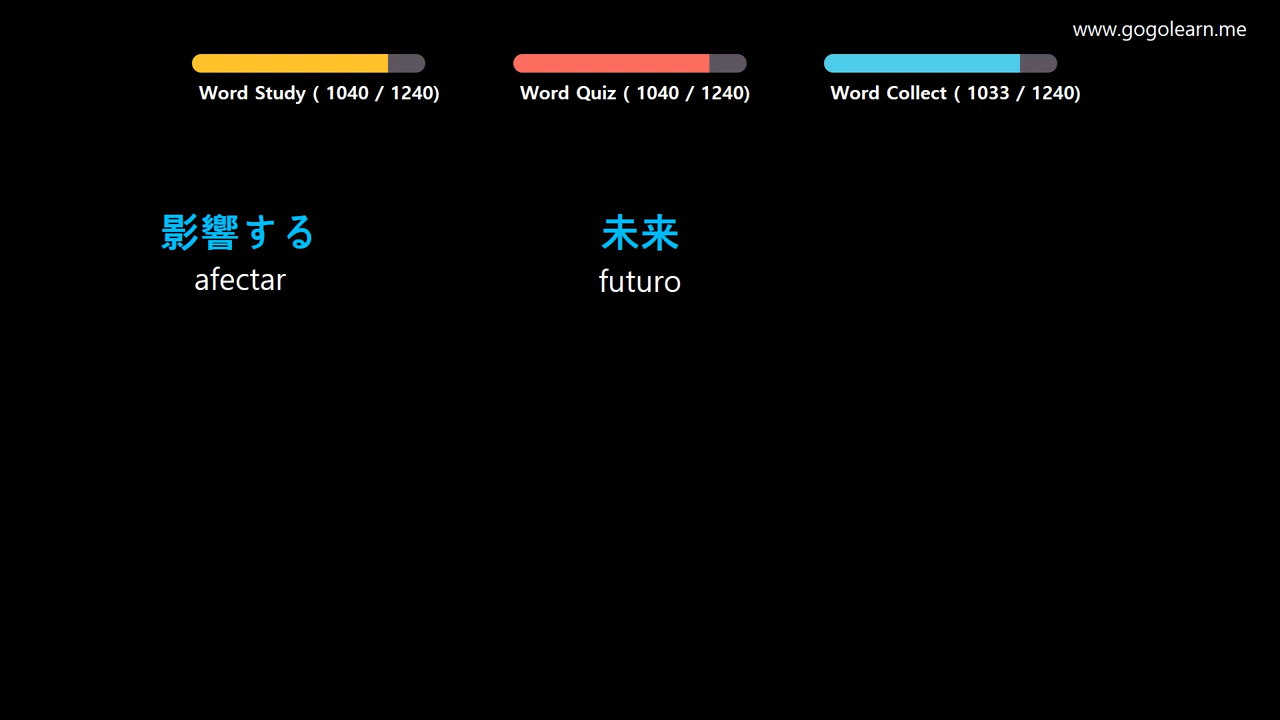 www.gogolearn.me
Word Study ( 1040 / 1240)
Word Quiz ( 1040 / 1240)
Word Collect ( 1033 / 1240)
影響する
afectar
未来
futuro